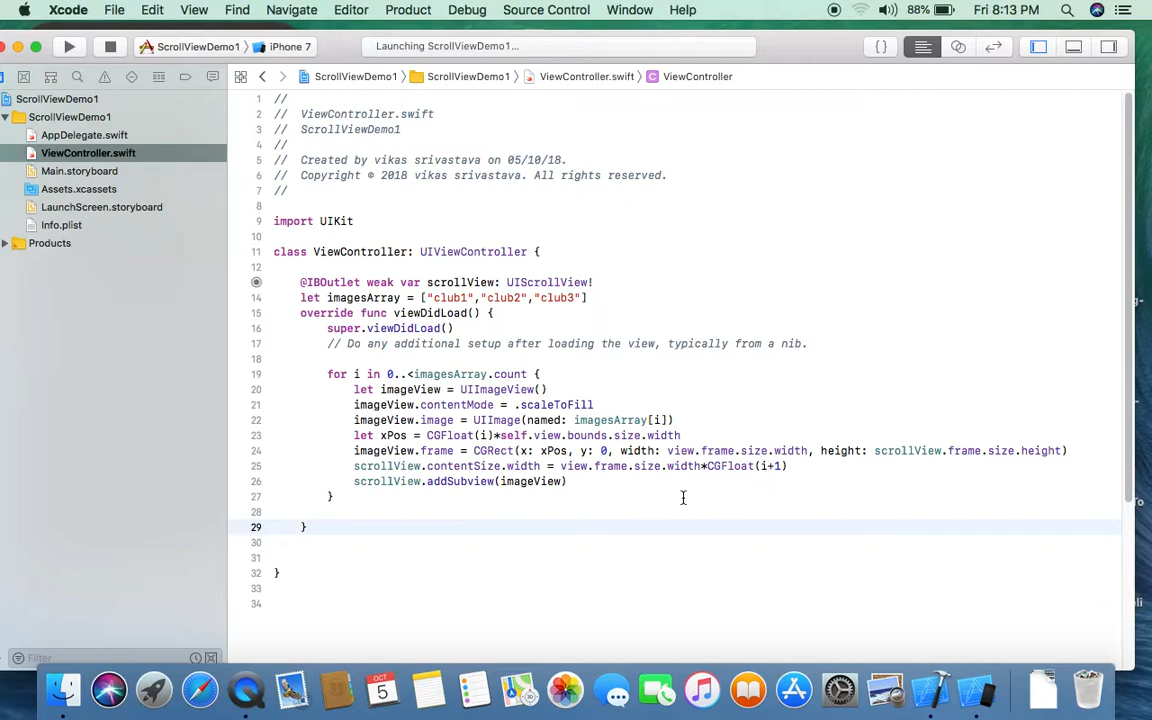 Xcode File Edit View Find Navigate Editor Product Debug Source Control Window Help 88% Fri 8:13 PM
ScrollViewDemo1 iPhone 7 Launching ScrollViewDemo1...
ScrollViewDemo1 ScrollViewDemo1 ViewController.swift C ViewController
ScrollViewDemo1
ScrollViewDemo1
AppDelegate.swift
ViewController.swift
Main.storyboard
Assets.xcassets
LaunchScreen.storyboard
Info.plist
Products
Filter
1 //
2 // ViewController.swift
3 // ScrollViewDemo1
4 //
5 // Created by vikas srivastava on 05/10/18.
6 // Copyright © 2018 vikas srivastava. All rights reserved.
7 //
8
9 import UIKit
10
11 class ViewController: UIViewController {
12
@IBOutlet weak var scrollView: UIScrollView!
14 let imagesArray = ["club1","club2","club3"]
15 override func viewDidLoad() {
16 super.viewDidLoad()
17 // Do any additional setup after loading the view, typically from a nib.
18
19 for i in 0..<imagesArray.count {
20 let imageView = UIImageView()
21 imageView.contentMode = .scaleToFill
22 imageView.image = UIImage(named: imagesArray[i])
23 let xPos = CGFloat(i)*self.view.bounds.size.width
24 imageView.frame = CGRect(x: xPos, y: 0, width: view.frame.size.width, height: scrollView.frame.size.height)
25 scrollView.contentSize.width = view.frame.size.width*CGFloat(i+1)
26 scrollView.addSubview(imageView)
27 }
28
29 }
30
31
32 }
33
34
OCT
5